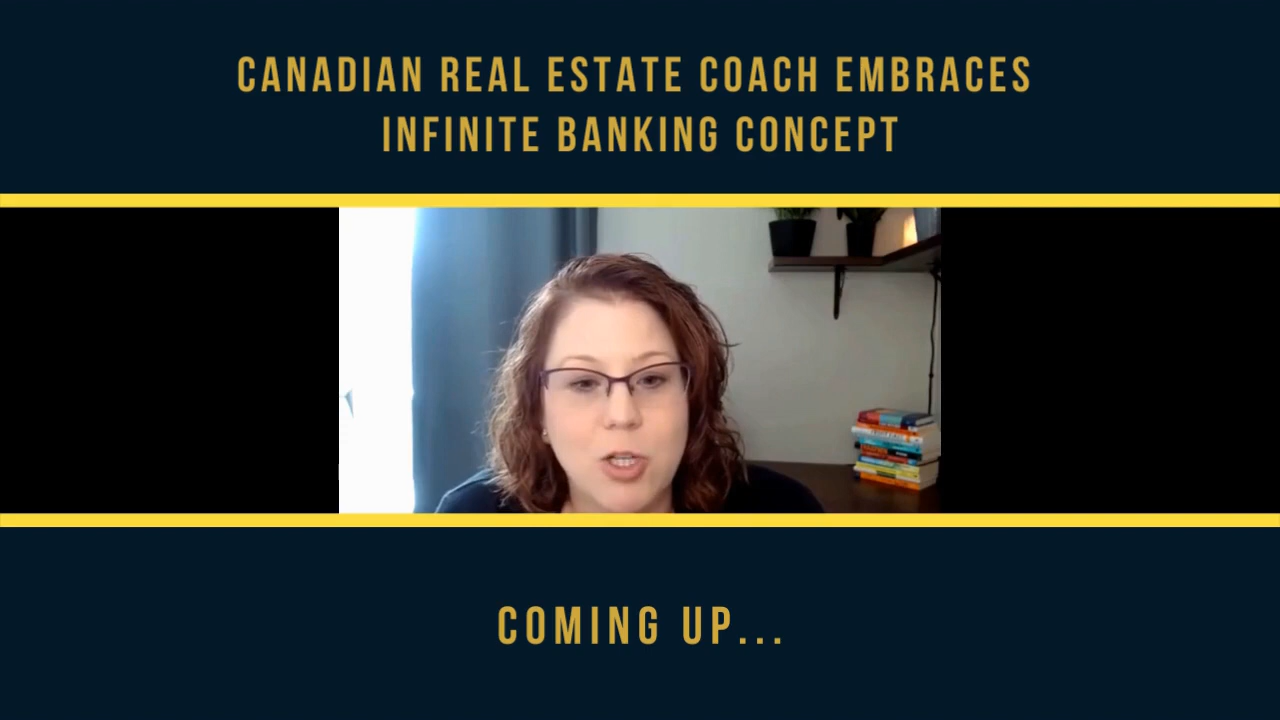 CANADIAN REAL ESTATE COACH EMBRACES
INFINITE BANKING CONCEPT
COMING UP...